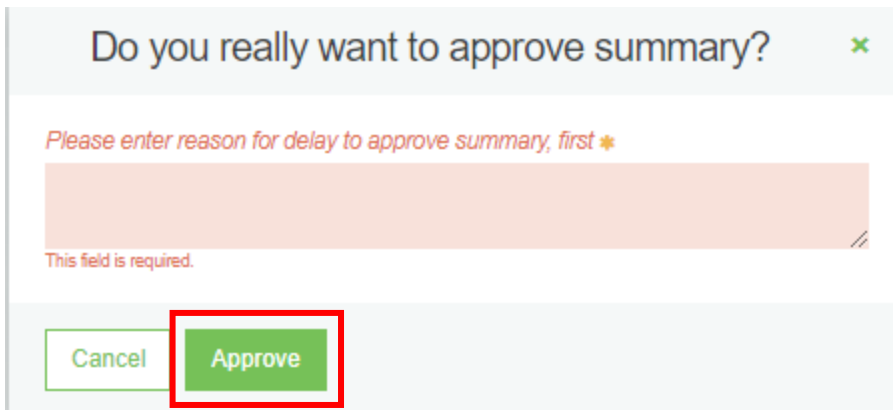 Do you really want to approve summary? ×
Please enter reason for delay to approve summary, first *
This field is required.
Cancel Approve